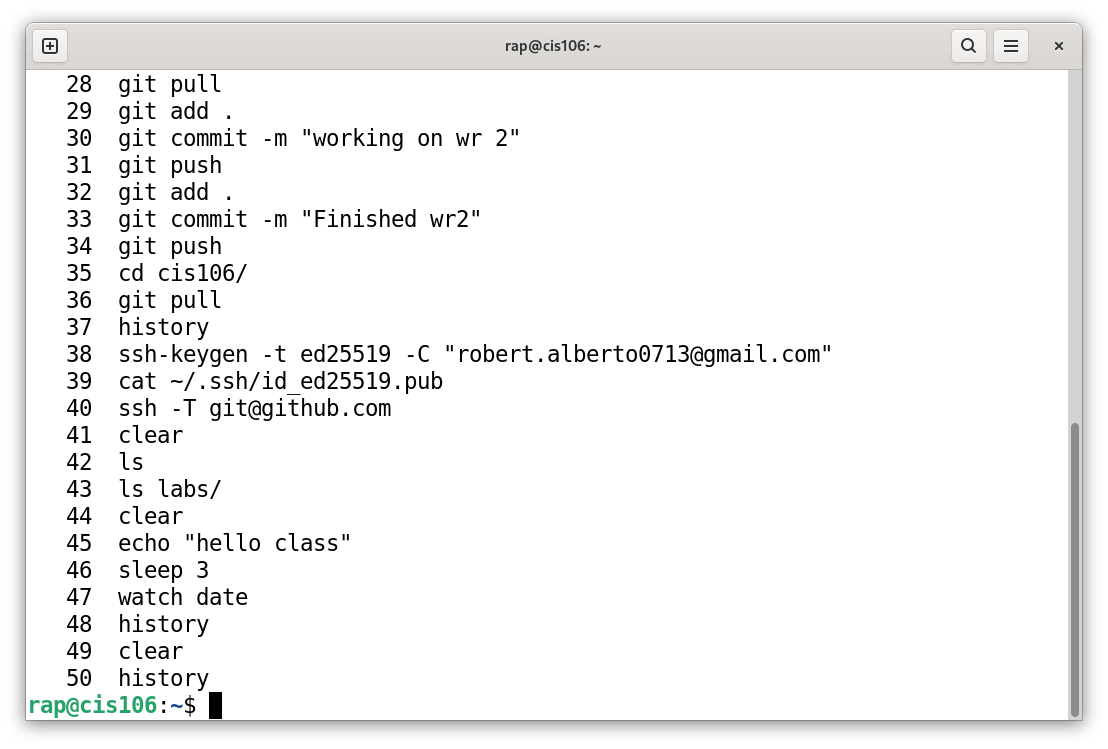 rap@cis106: ~
28 git pull
29 git add .
30 git commit -m "working on wr 2"
31 git push
32 git add .
33 git commit -m "Finished wr2"
34 git push
35 cd cis106/
36 git pull
37 history
38 ssh-keygen -t ed25519 -C "robert.alberto0713@gmail.com"
39 cat ~/.ssh/id_ed25519.pub
40 ssh -T git@github.com
41 clear
42 ls
43 ls labs/
44 clear
45 echo "hello class"
46 sleep 3
47 watch date
48 history
49 clear
50 history
rap@cis106:~$